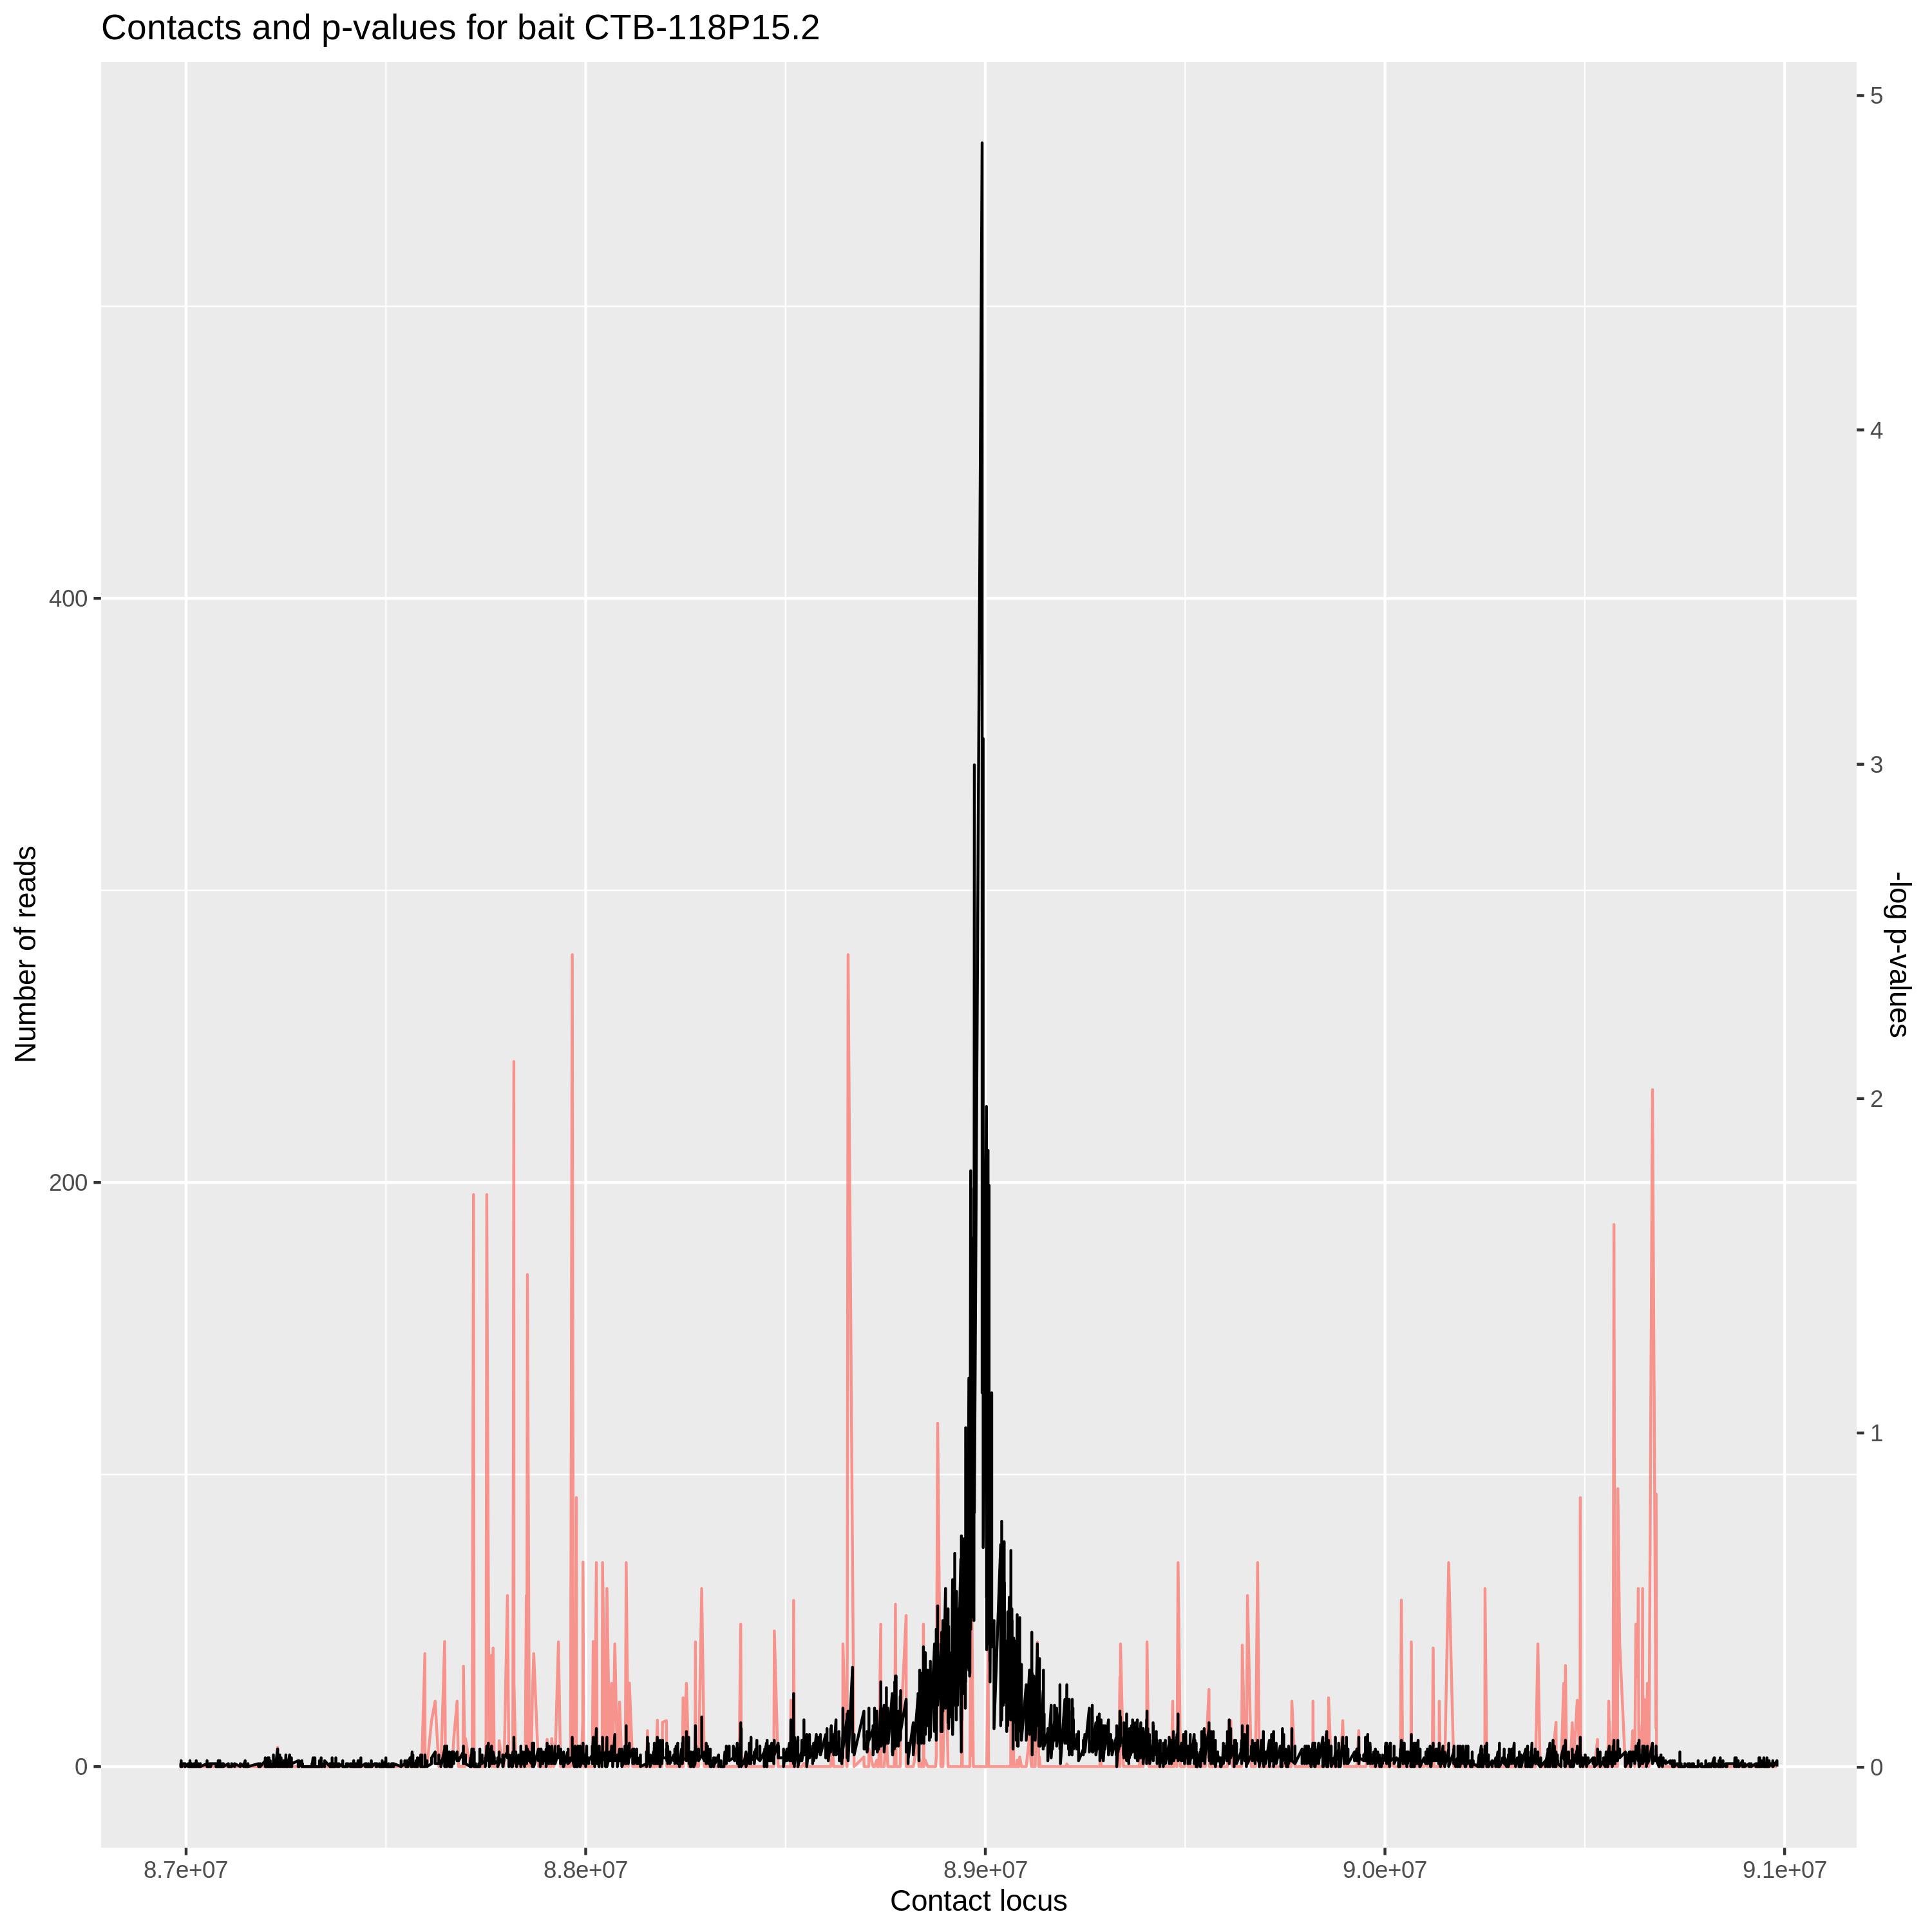 Contacts and p-values for bait CTB-118P15.2
Number of reads
400
200
0
5
4
3
2
1
0
-log p-values
8.7e+07 8.8e+07 8.9e+07 9.0e+07 9.1e+07
Contact locus